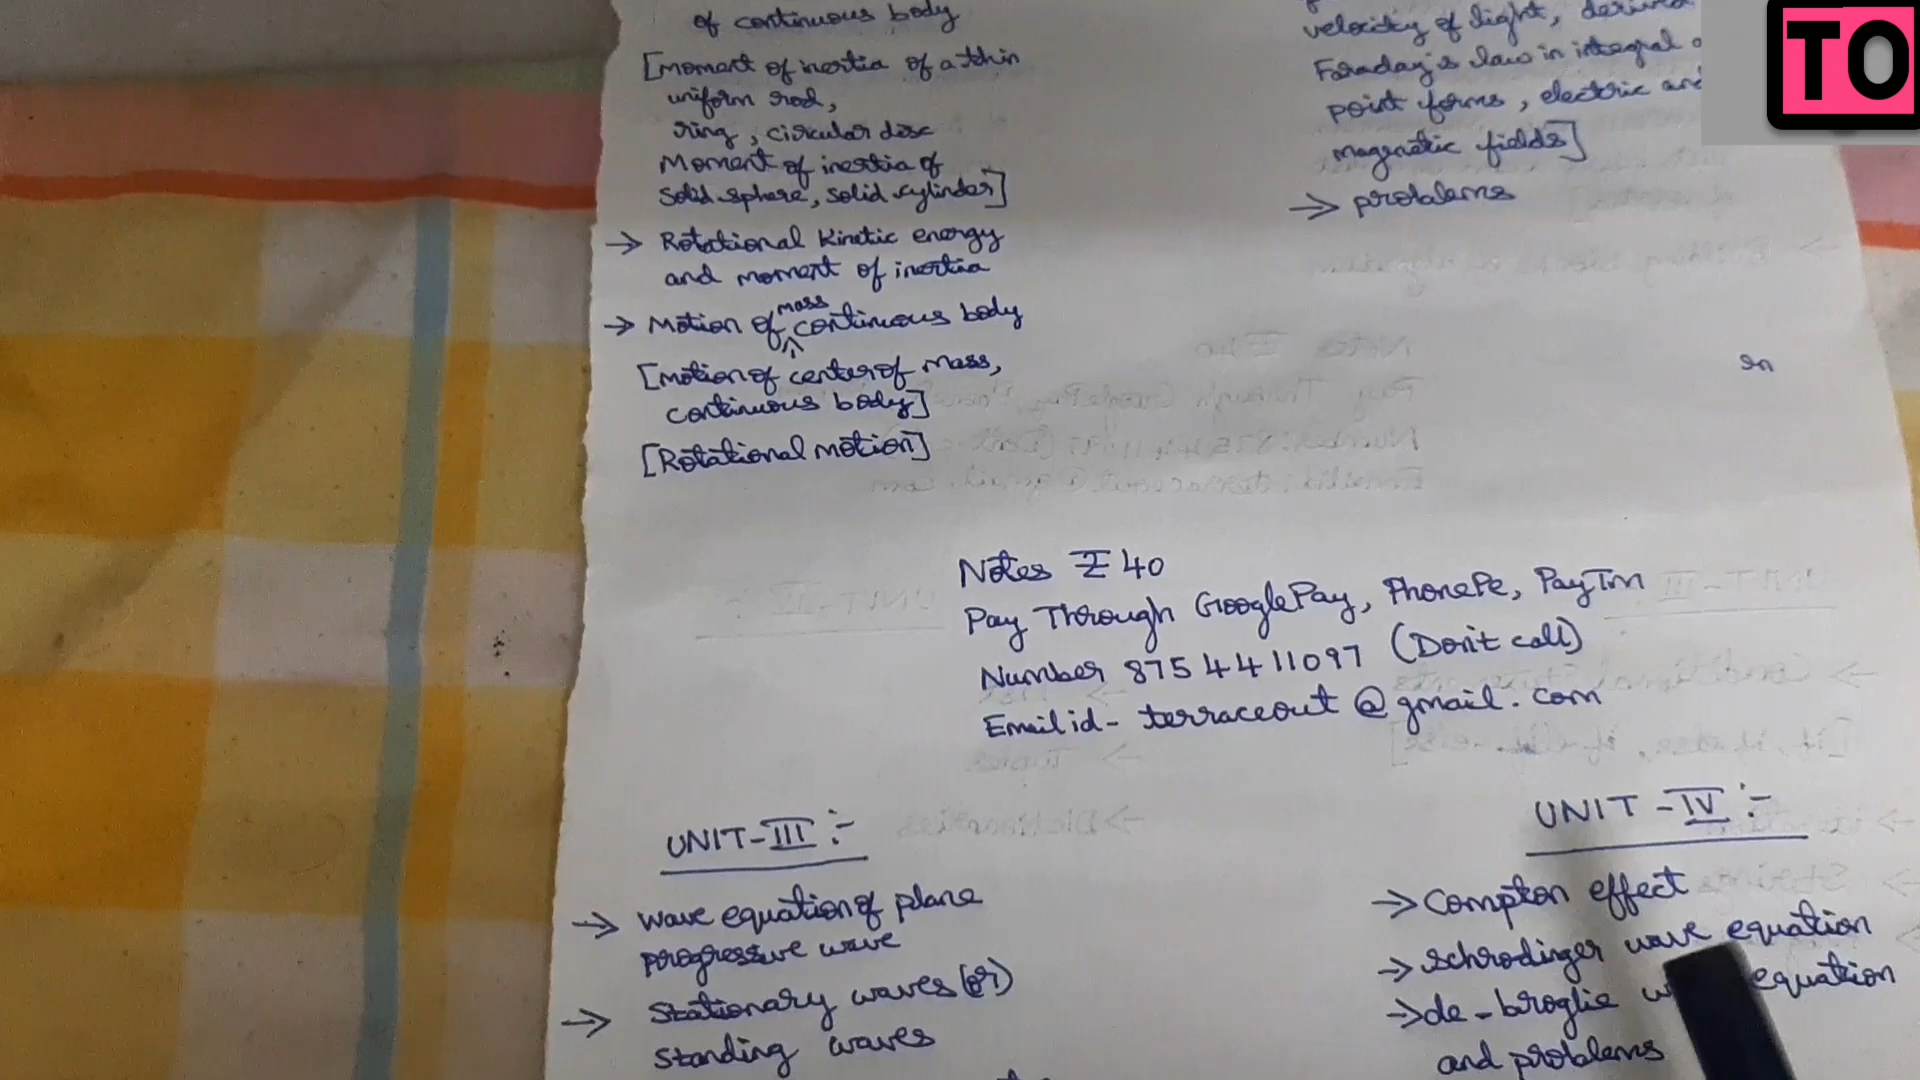 of continuous body
[Moment of inertia of a thin
uniform rod,
ring, circular disc
Moment of inertia of
solid sphere, solid cylinder]
→ Rotational Kinetic energy
and moment of inertia
→ Motion of mass continuous body
[Motion of center of mass,
continuous body]
[Rotational motion]
velocity of light,
Faraday's law in integral
point forms, electric and
magnetic fields]
→ problems
TO
Notes ₹ 40
Pay Through GooglePay, PhonePe, PayTm
Number 8754411097 (Don't call)
Email id - terraceout@gmail.com
UNIT-III :-
→ wave equation of plane
progressive wave
→ Stationary waves (or)
standing waves
UNIT-IV :-
→ Compton effect
→ Schrodinger wave equation
→ de-broglie equation
and problems